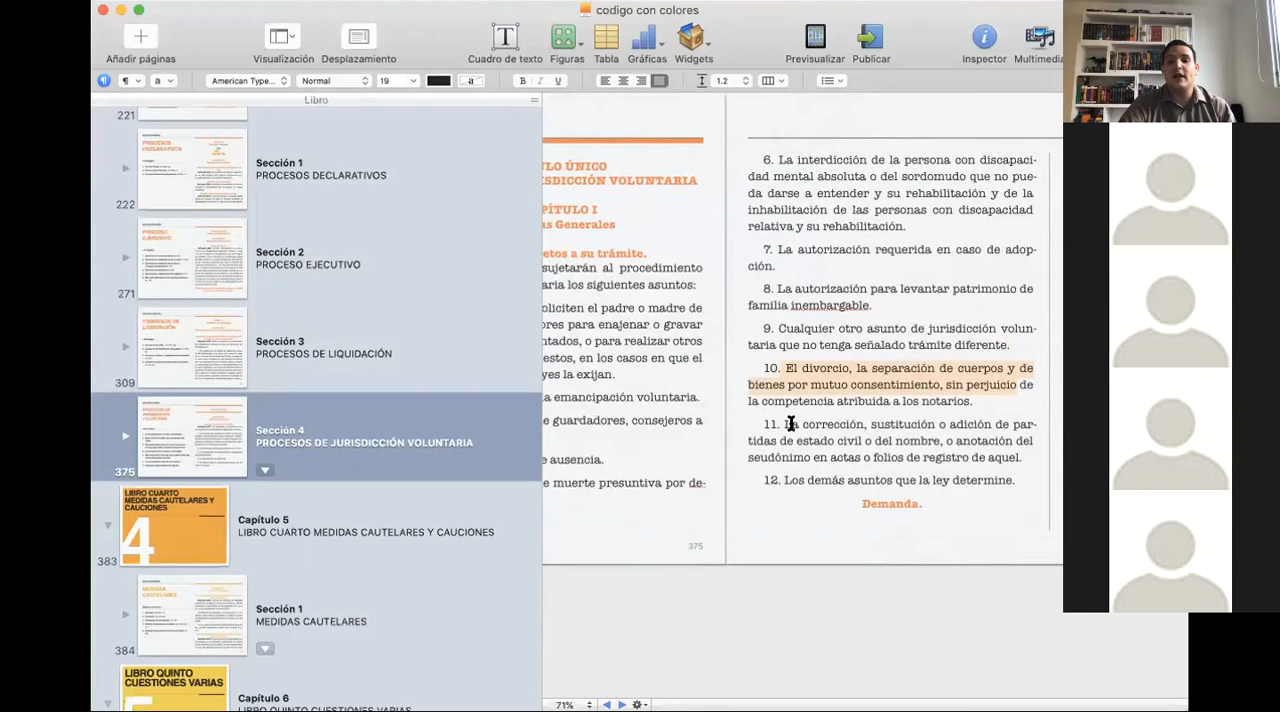 codigo con colores
Añadir páginas
Visualización
Desplazamiento
Cuadro de texto
Figuras
Tabla
Gráficas
Widgets
Previsualizar
Publicar
Inspector
Multimedia
American Type...
Normal
19
a
B I U
1.2
Libro
221
Sección 1
PROCESOS DECLARATIVOS
222
Sección 2
PROCESO EJECUTIVO
271
Sección 3
PROCESOS DE LIQUIDACIÓN
309
Sección 4
PROCESOS DE JURISDICCIÓN VOLUNTARIA
375
LIBRO CUARTO
MEDIDAS CAUTELARES Y
CAUCIONES
4
Capítulo 5
LIBRO CUARTO MEDIDAS CAUTELARES Y CAUCIONES
383
MEDIDAS
CAUTELARES
Sección 1
MEDIDAS CAUTELARES
384
LIBRO QUINTO
CUESTIONES VARIAS
Capítulo 6
LIBRO QUINTO CUESTIONES VARIAS
ULO ÚNICO
ISDICCIÓN VOLUNTARIA
PÍTULO I
as Generales
etos a su trámite.
sujetarán al procedimiento
aria los siguientes asuntos:
oliciten el padre o madre de
ores para enajenar o gravar
ntados, o para realizar otros
estos, en los casos en que el
yes la exijan.
la emancipación voluntaria.
e guardadores, consejeros a
e ausencia.
e muerte presuntiva por de-
375
6. La interdicción de la persona con discapaci-
dad mental absoluta o del sordomudo que no pue-
da darse a entender y su rehabilitación y de la
inhabilitación de las personas con discapacidad
relativa y su rehabilitación.
7. La autorización requerida en caso de adop-
ción.
8. La autorización para levantar patrimonio de
familia inembargable.
9. Cualquier otro asunto de jurisdicción volun-
taria que no tenga señalado trámite diferente.
10. El divorcio, la separación de cuerpos y de
bienes por mutuo consentimiento, sin perjuicio de
la competencia atribuida a los notarios.
11. La corrección, sustitución o adición de par-
tidas de estado civil o del nombre, o anotación del
seudónimo en actas o folios de registro de aquel.
12. Los demás asuntos que la ley determine.
Demanda.
71%